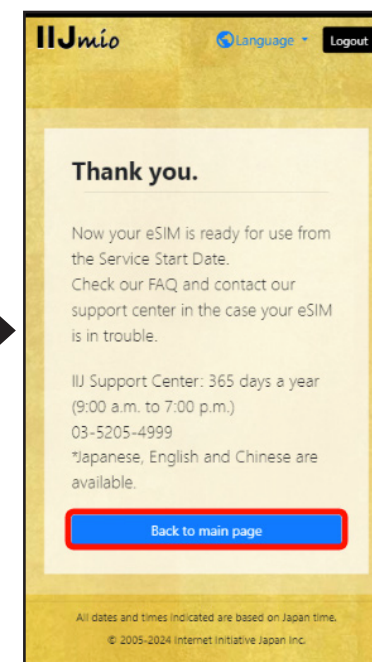 IIJmio
Language
Logout
Thank you.
Now your eSIM is ready for use from
the Service Start Date.
Check our FAQ and contact our
support center in the case your eSIM
is in trouble.
IIJ Support Center: 365 days a year
(9:00 a.m. to 7:00 p.m.)
03-5205-4999
*Japanese, English and Chinese are
available.
Back to main page
All dates and times indicated are based on Japan time.
© 2005-2024 Internet Initiative Japan Inc.